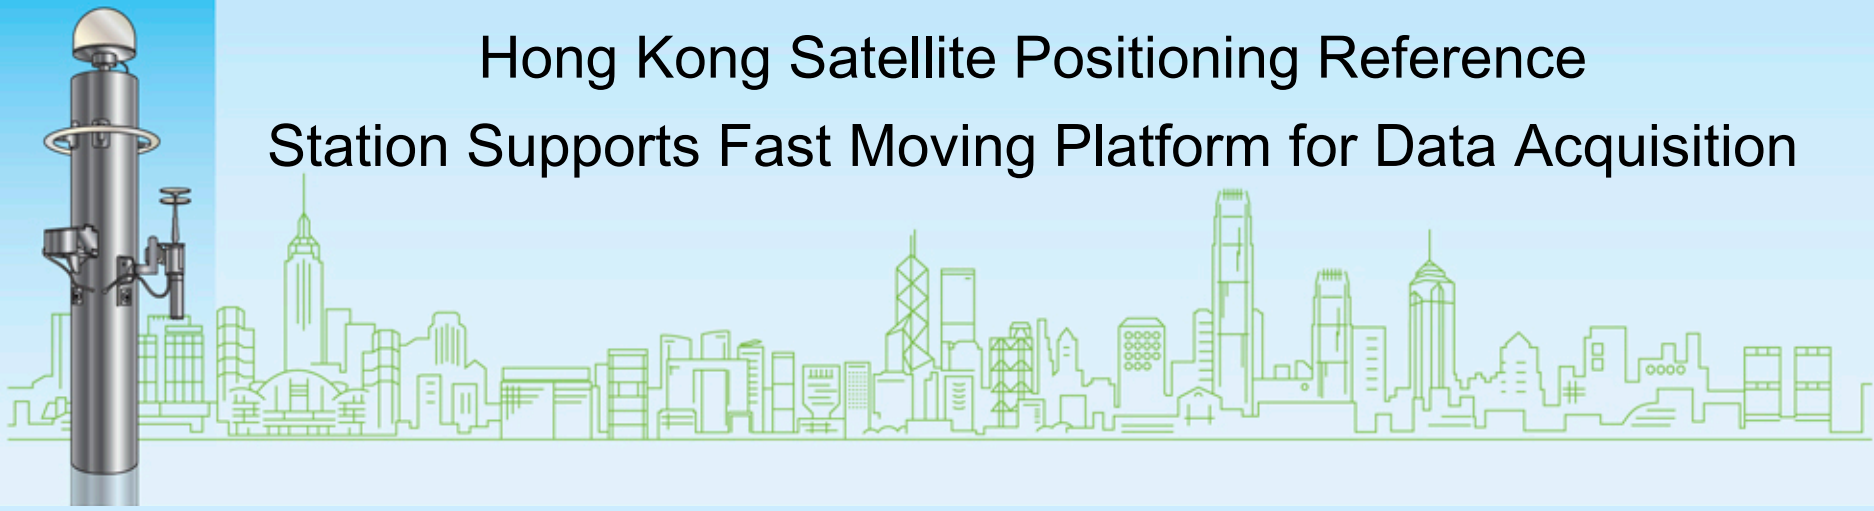 Hong Kong Satellite Positioning Reference
Station Supports Fast Moving Platform for Data Acquisition